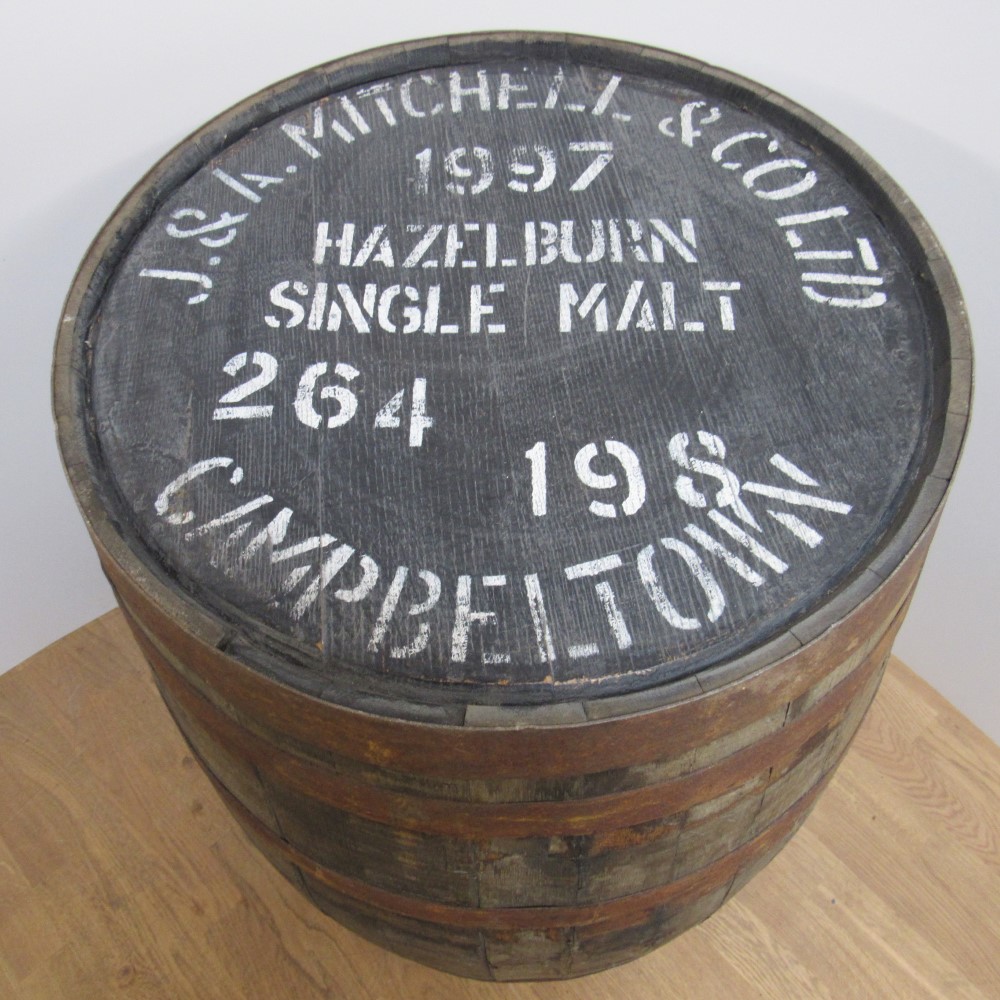 J. & A. MITCHELL & CO LTD
1997
HAZELBURN
SINGLE MALT
264
198
CAMPBELTOWN